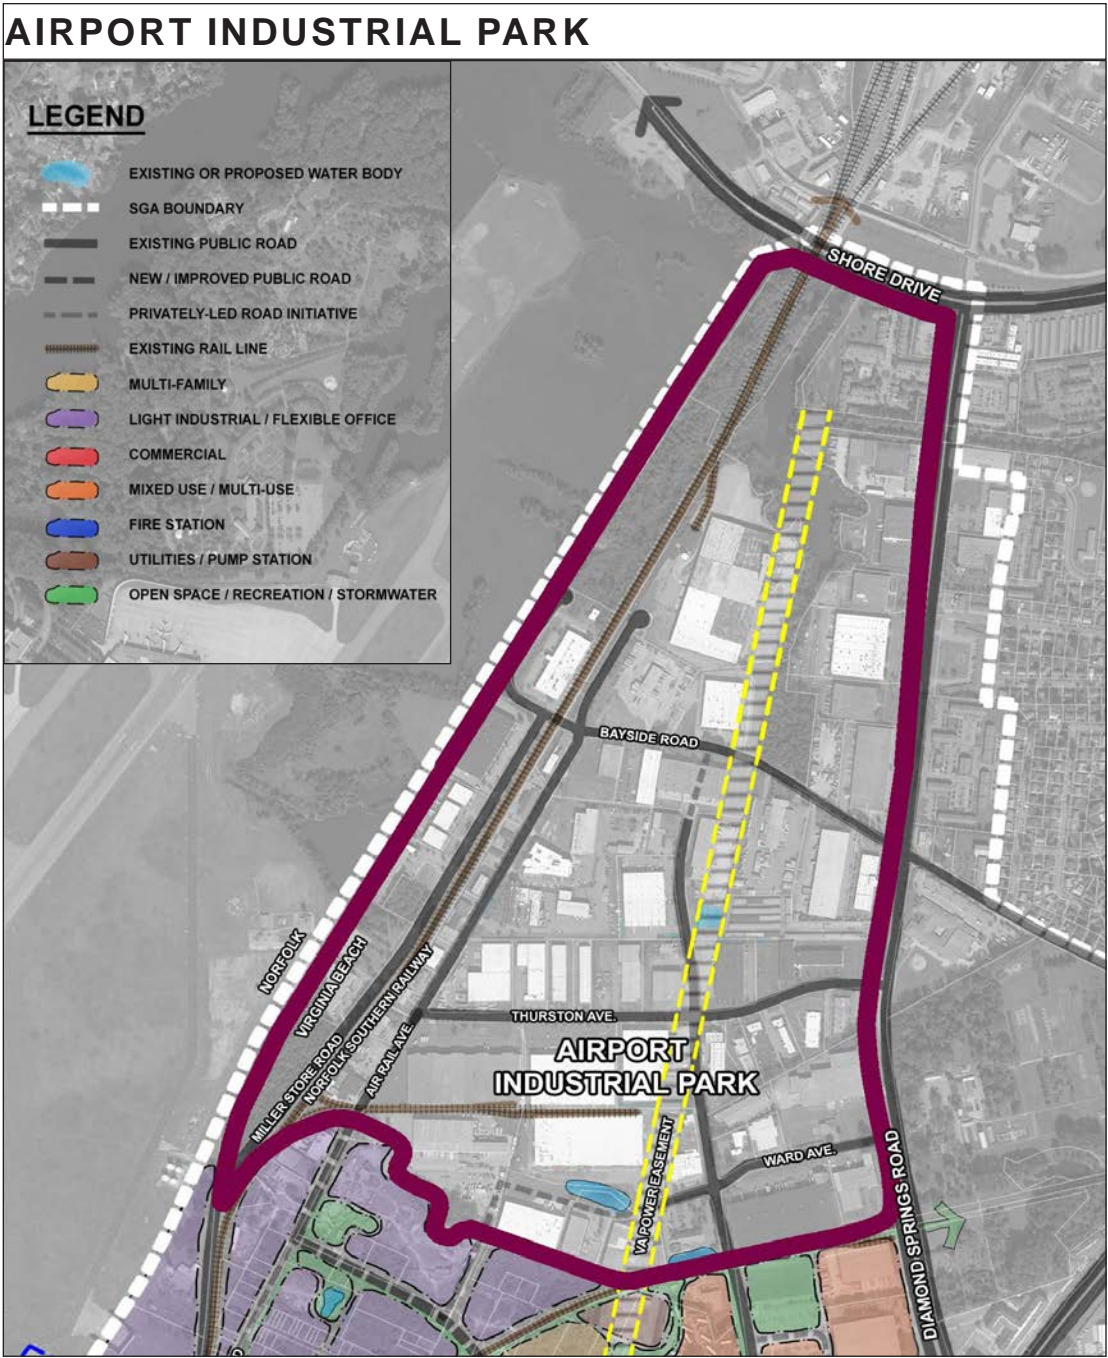 AIRPORT INDUSTRIAL PARK
LEGEND
EXISTING OR PROPOSED WATER BODY
SGA BOUNDARY
EXISTING PUBLIC ROAD
NEW / IMPROVED PUBLIC ROAD
PRIVATELY-LED ROAD INITIATIVE
EXISTING RAIL LINE
MULTI-FAMILY
LIGHT INDUSTRIAL / FLEXIBLE OFFICE
COMMERCIAL
MIXED USE / MULTI-USE
FIRE STATION
UTILITIES / PUMP STATION
OPEN SPACE / RECREATION / STORMWATER
SHORE DRIVE
BAYSIDE ROAD
NORFOLK
VIRGINIA BEACH
MILLER STORE ROAD
NORFOLK SOUTHERN RAILWAY
AIR RAIL AVE.
THURSTON AVE.
AIRPORT
INDUSTRIAL PARK
VA POWER EASEMENT
WARD AVE.
DIAMOND SPRINGS ROAD